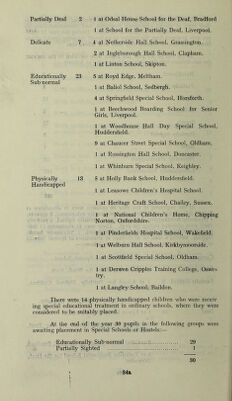 Partially Deaf 2 1 at Odsal House School for the Deaf, Bradford
1 at School for the Partially Deaf, Liverpool.
Delicate 7 4 at Netherside Hall School, Grassington.
2 at Ingleborough Hall School, Clapham.
1 at Linton School, Skipton.
Educationally 23 5 at Royd Edge, Meltham.
Sub-normal
1 at Baliol School, Sedbergh.
4 at Springfield Special School, Horsforth.
1 at Beechwood Boarding School for Senior
Girls, Liverpool.
1 at Woodhouse Hall Day Special School,
Huddersfield.
9 at Chaucer Street Special School, Oldham.
1 at Rossington Hall School, Doncaster.
1 at Whinburn Special School, Keighley.
Physically 13 5 at Holly Bank School, Huddersfield.
Handicapped
1 at Leasowe Children's Hospital School.
1 at Heritage Craft School, Chailey, Sussex.
1 at National Children's Home, Chipping
Norton, Oxfordshire.
1 at Pinderfields Hospital School, Wakefield.
1 at Welburn Hall School, Kirkbymoorside.
1 at Scottfield Special School, Oldham.
1 at Derwen Cripples Training College, Oswes-
try.
1 at Langley School, Baildon.
There were 14 physically handicapped children who were receiv-
ing special educational treatment in ordinary schools, where they were
considered to be suitably placed.
At the end of the year 30 pupils in the following groups were
awaiting placement in Special Schools or Hostels:—
Educationally Sub-normal 29
Partially Sighted 1
30
84a